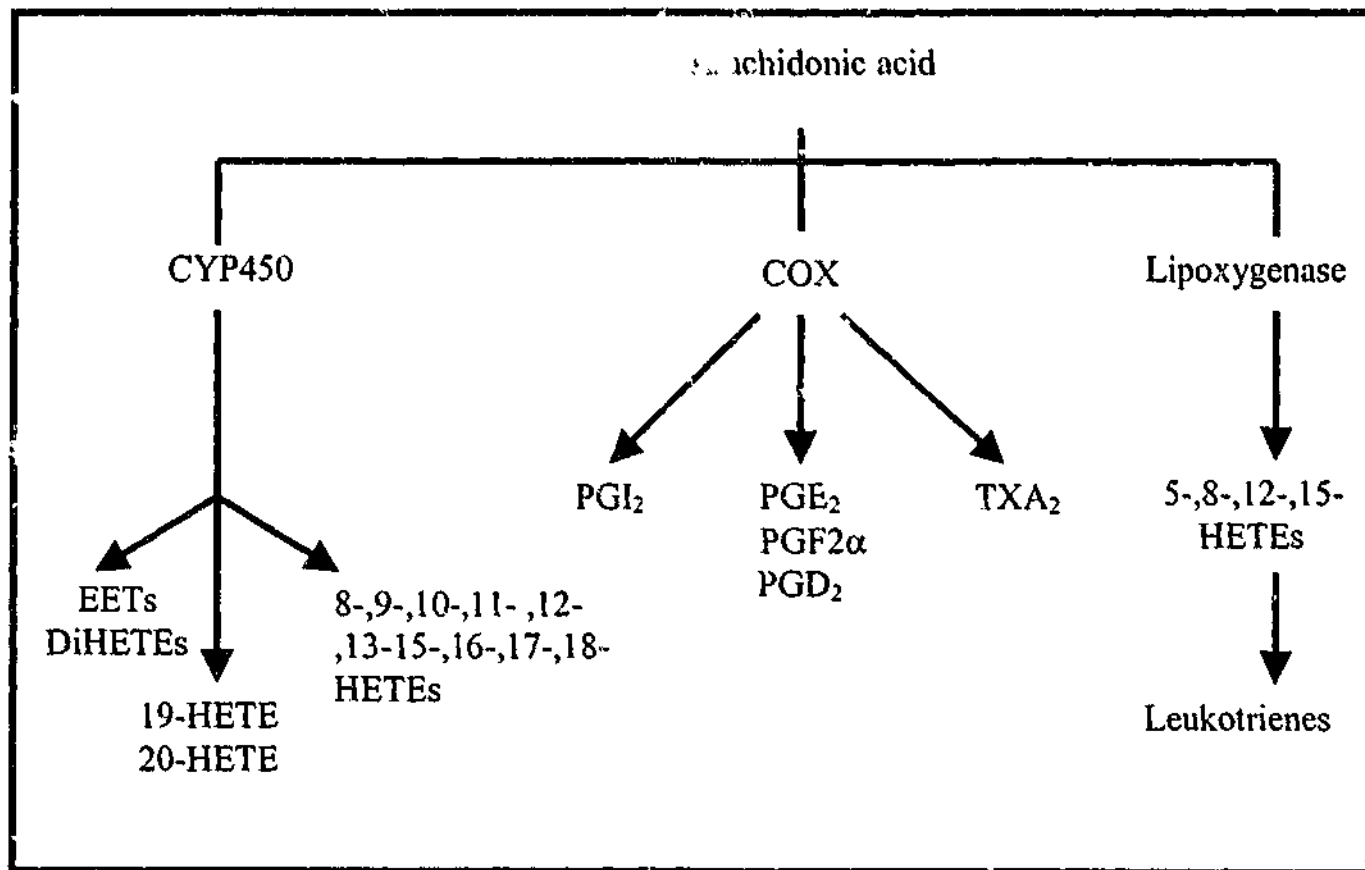 acid
CYP450
COX
Lipoxygenase
PGI₂
PGE₂
PGF2α
PGD₂
TXA₂
5-,8-,12-,15-
HETEs
EETs
DiHETEs
8-,9-,10-,11- ,12-
,13-15-,16-,17-,18-
HETEs
19-HETE
20-HETE
Leukotrienes